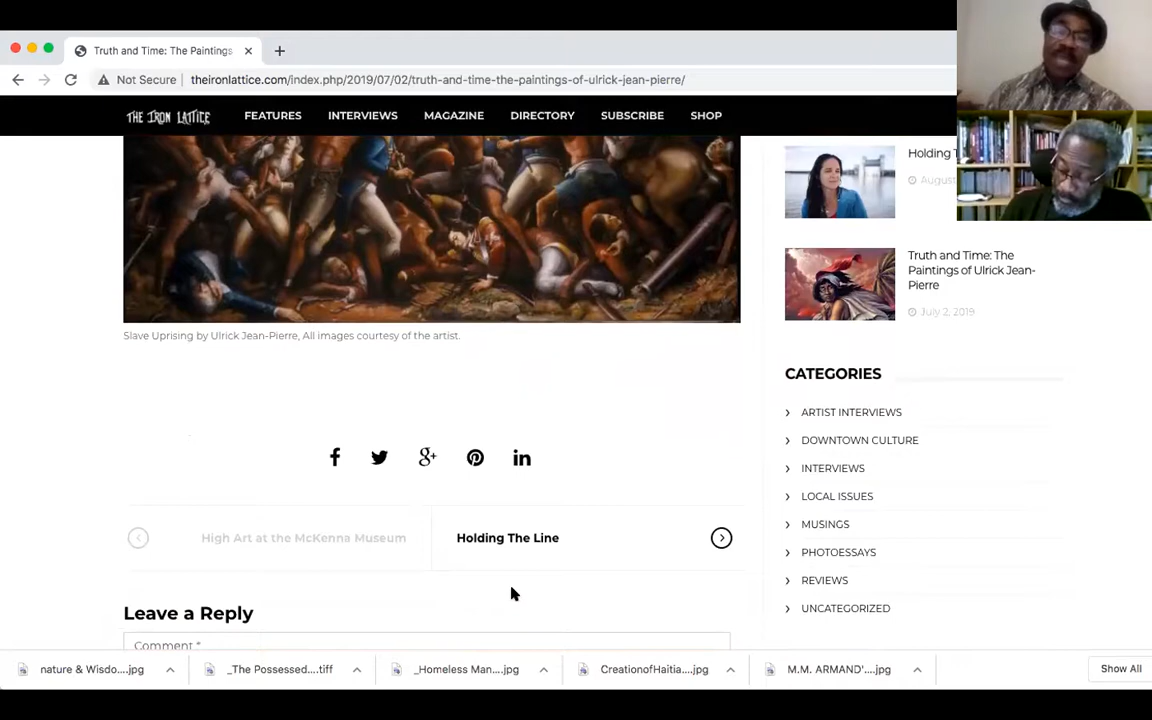 Truth and Time: The Paintings
Not Secure | theironlattice.com/index.php/2019/07/02/truth-and-time-the-paintings-of-ulrick-jean-pierre/
THE IRON LATTICE
FEATURES INTERVIEWS MAGAZINE DIRECTORY SUBSCRIBE SHOP
Holding
August
Truth and Time: The
Paintings of Ulrick Jean-
Pierre
July 2, 2019
Slave Uprising by Ulrick Jean-Pierre, All images courtesy of the artist.
CATEGORIES
ARTIST INTERVIEWS
DOWNTOWN CULTURE
INTERVIEWS
LOCAL ISSUES
MUSINGS
PHOTOESSAYS
REVIEWS
UNCATEGORIZED
High Art at the McKenna Museum
Holding The Line
Leave a Reply
Comment *
nature & Wisdo....jpg
_The Possessed....tiff
_Homeless Man....jpg
CreationofHaitia....jpg
M.M. ARMAND'....jpg
Show All